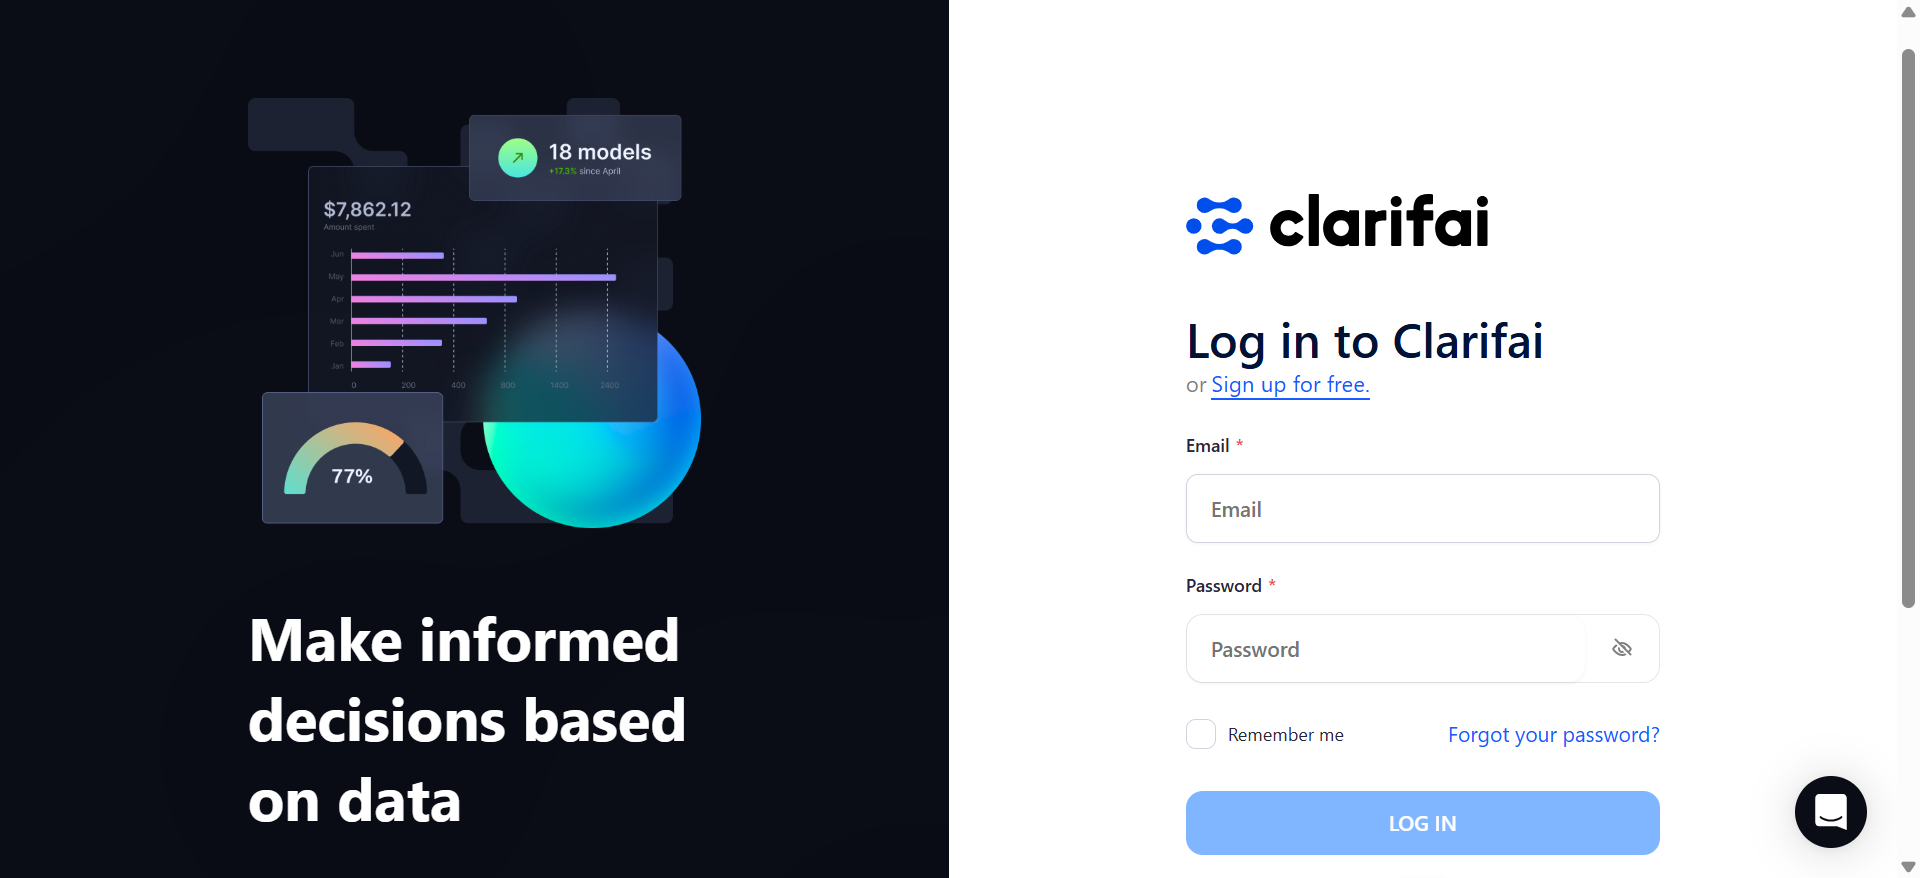 18 models
+17.3% since April
$7,862.12
Amount spent
Jun
May
Apr
Mar
Feb
Jan
0 200 400 800 1400 2400
77%
Make informed
decisions based
on data
clarifai
Log in to Clarifai
or Sign up for free.
Email *
Email
Password *
Password
Remember me
Forgot your password?
LOG IN